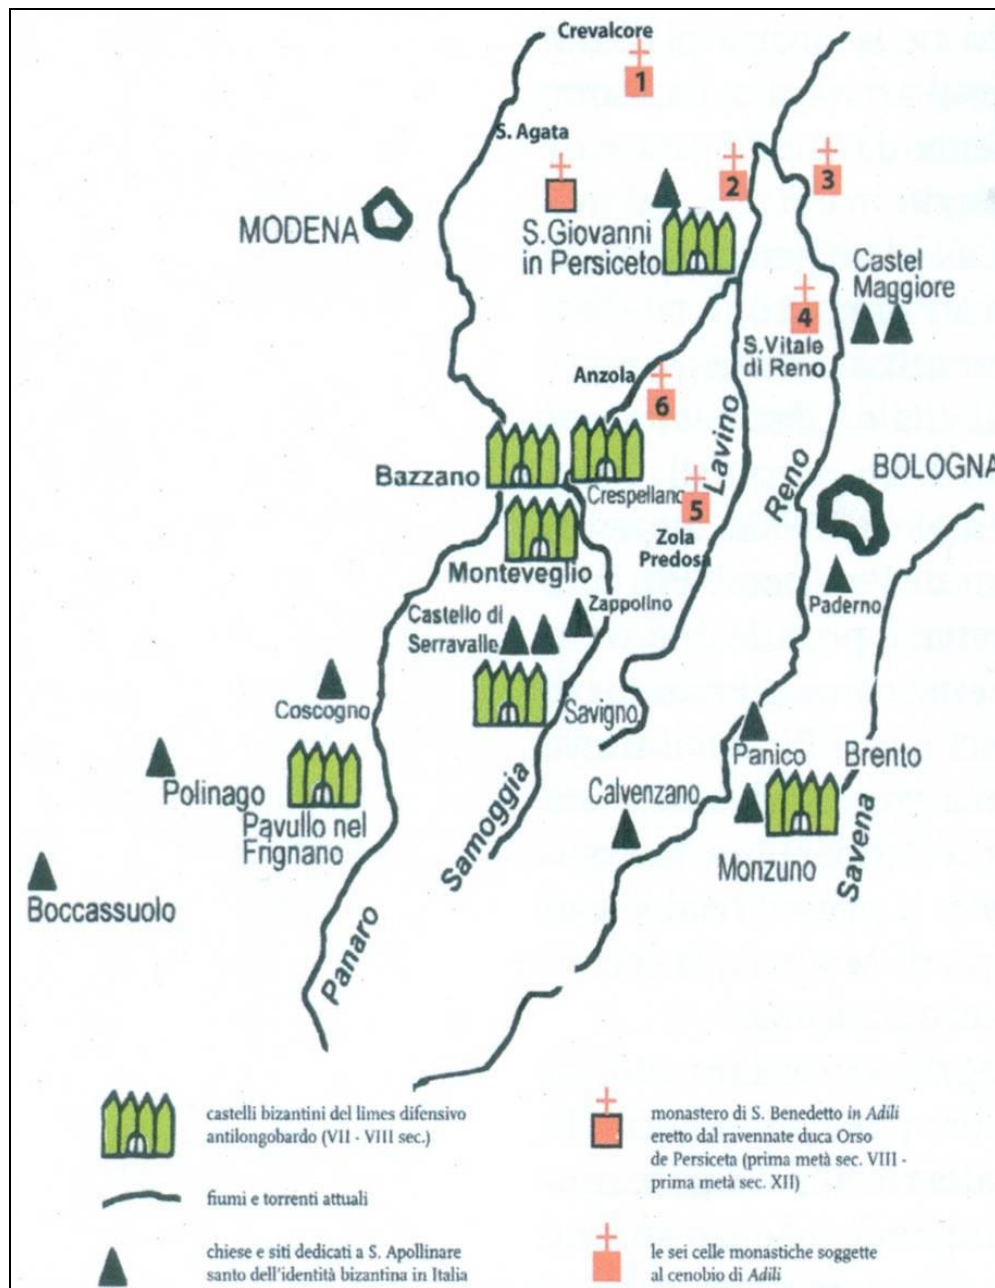 Crevalcore
1
S. Agata
2
3
MODENA
S.Giovanni
in Persiceto
Castel
Maggiore
4
S.Vitale
di Reno
Anzola
6
Lavino
Reno
BOLOGNA
Bazzano
Crespellano
5
Zola
Predosa
Monteveglio
Zappolino
Paderno
Castello di
Serravalle
Coscogno
Savigno
Panico
Brento
Polinago
Calvenzano
Pavullo nel
Frignano
Samoggia
Monzuno
Savena
Boccassuolo
Panaro
castelli bizantini del limes difensivo
antilongobardo (VII - VIII sec.)
fiumi e torrenti attuali
chiese e siti dedicati a S. Apollinare
santo dell'identità bizantina in Italia
monastero di S. Benedetto in Adili
eretto dal ravennate duca Orso
de Persiceta (prima metà sec. VIII -
prima metà sec. XII)
le sei celle monastiche soggette
al cenobio di Adili